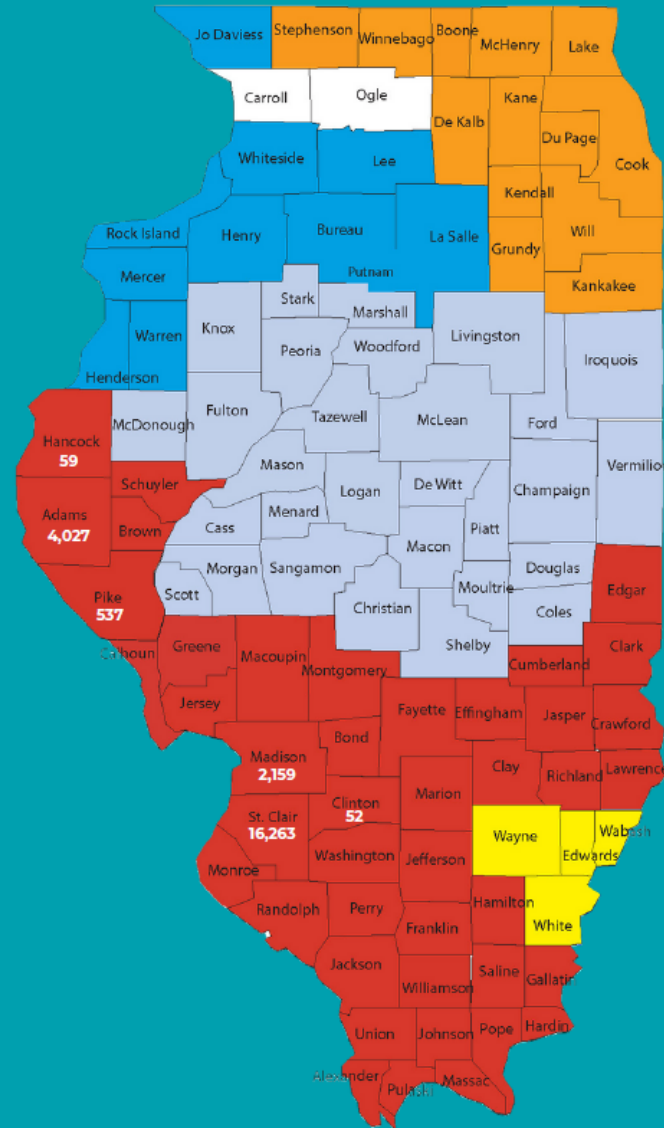 Jo Daviess
Stephenson
Winnebago
Boone
McHenry
Lake
Carroll
Ogle
De Kalb
Kane
Du Page
Cook
Whiteside
Lee
Kendall
Will
Rock Island
Henry
Bureau
La Salle
Grundy
Mercer
Putnam
Kankakee
Stark
Marshall
Knox
Warren
Peoria
Woodford
Livingston
Iroquois
Henderson
Fulton
McDonough
Tazewell
McLean
Ford
Hancock
59
Mason
Vermilio
Schuyler
Logan
De Witt
Champaign
Adams
4,027
Menard
Brown
Cass
Piatt
Macon
Morgan
Sangamon
Douglas
Scott
Moultrie
Pike
537
Christian
Coles
Edgar
Calhoun
Greene
Shelby
Clark
Macoupin
Montgomery
Cumberland
Jersey
Fayette
Effingham
Jasper
Crawford
Bond
Madison
2,159
Clay
Richland
Lawrence
Clinton
52
Marion
St. Clair
16,263
Wayne
Wabash
Edwards
Washington
Jefferson
Monroe
Hamilton
Randolph
Perry
White
Franklin
Jackson
Saline
Gallatin
Williamson
Union
Johnson
Pope
Hardin
Alexander
Pulaski
Massac